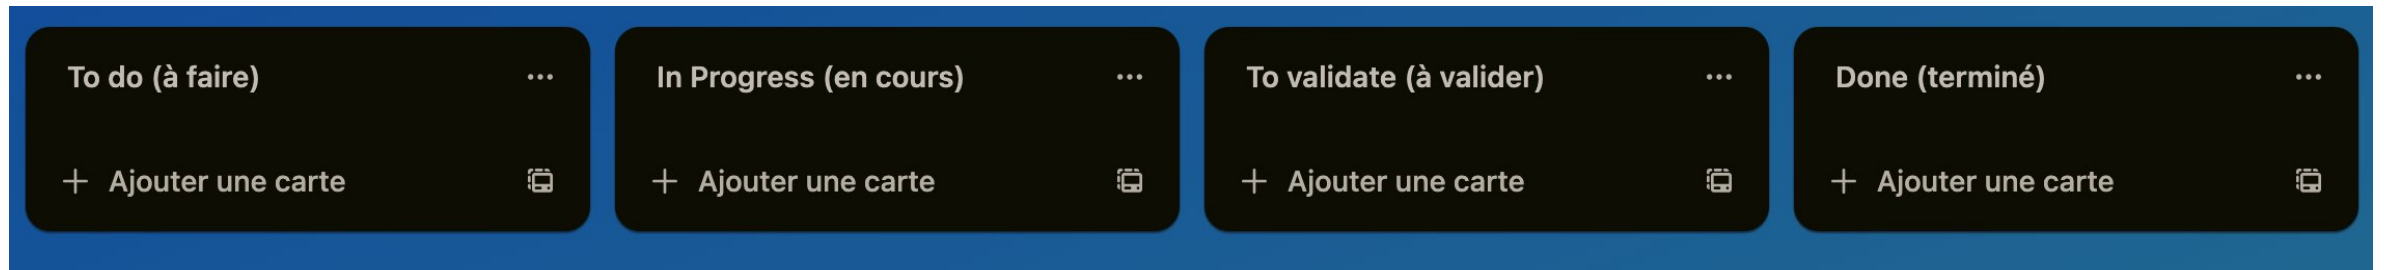 To do (à faire)
In Progress (en cours)
To validate (à valider)
Done (terminé)
Ajouter une carte
Ajouter une carte
Ajouter une carte
Ajouter une carte